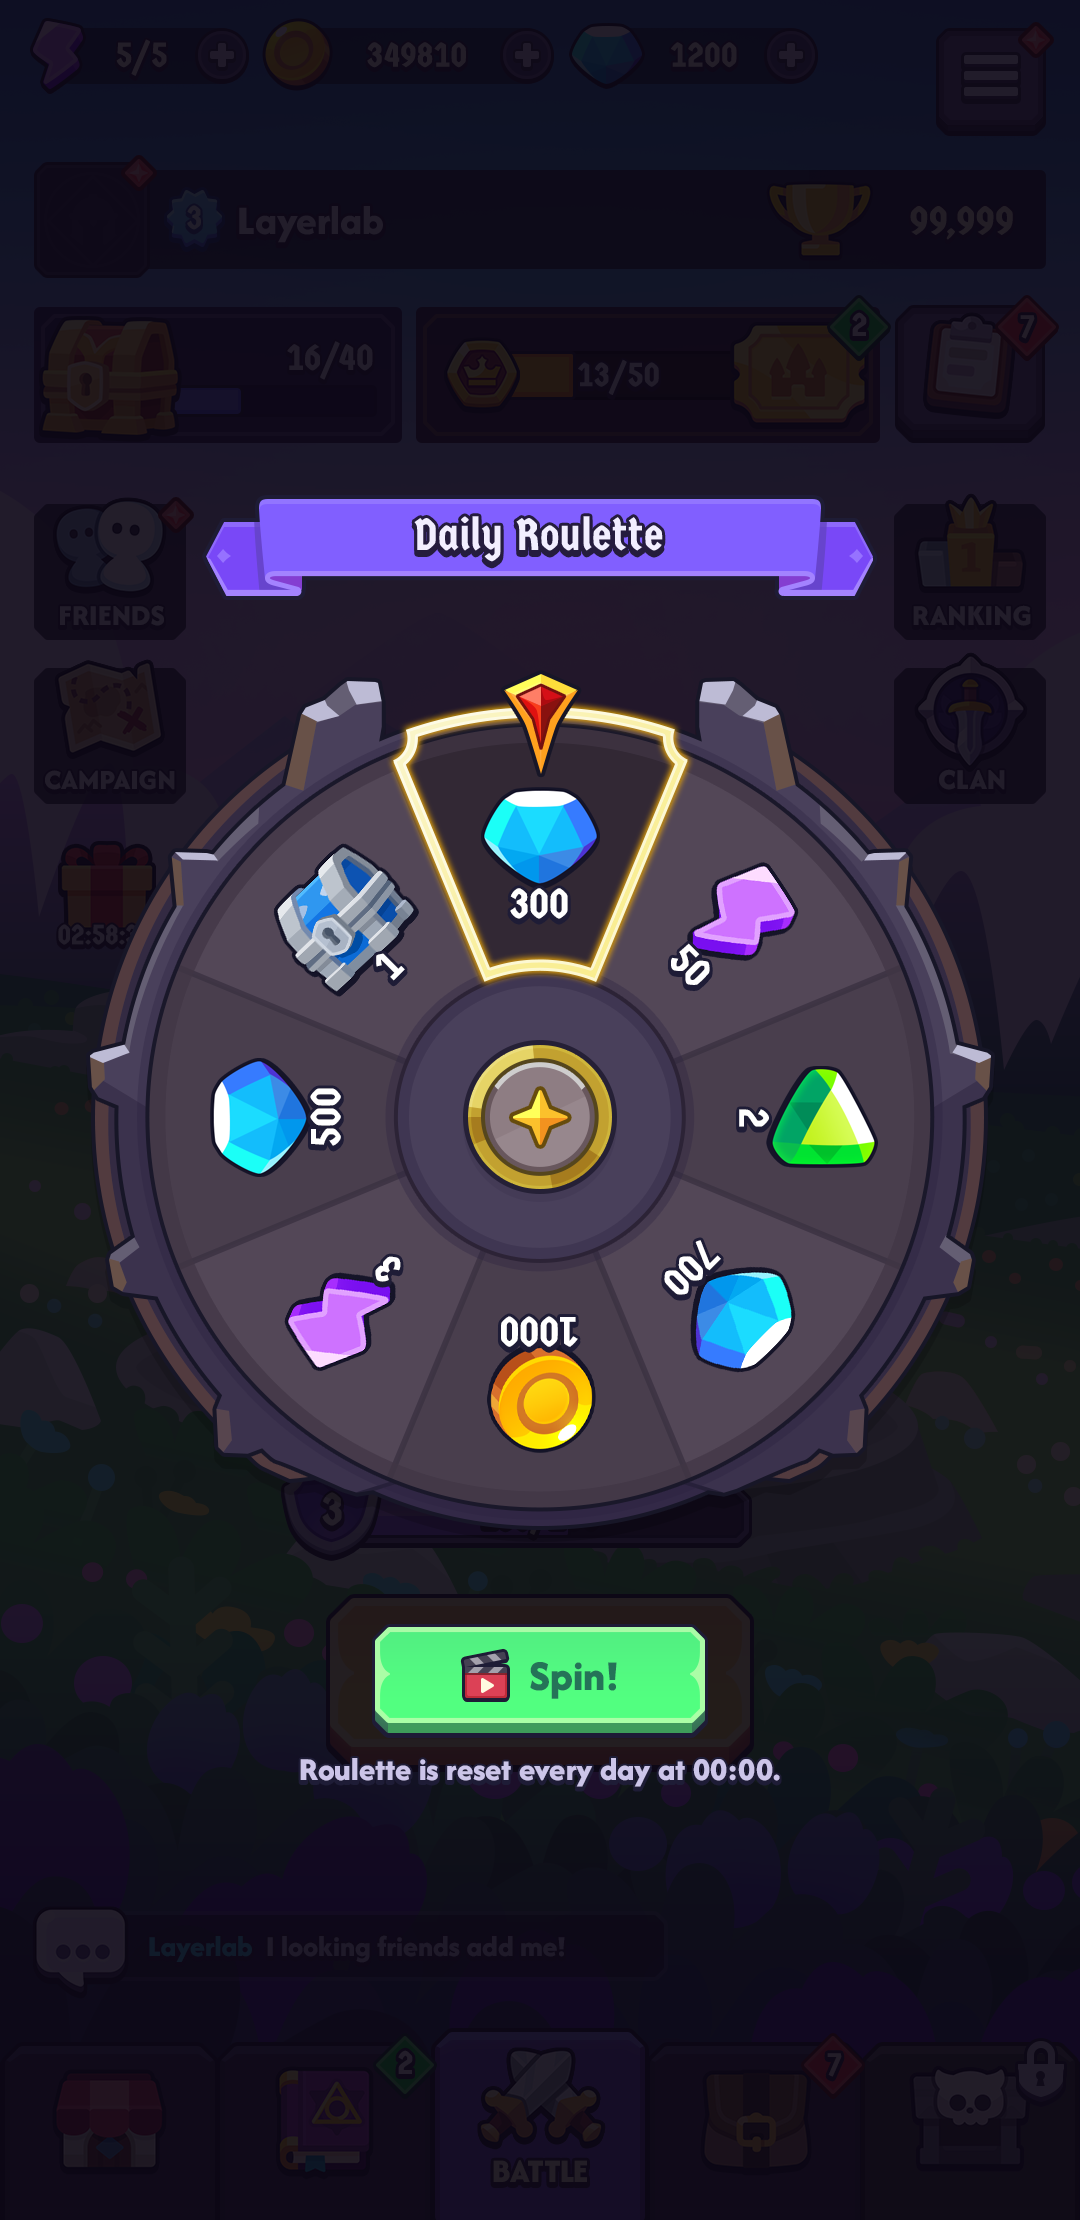 5/5
349810
1200
3
Layerlab
99,999
16/40
13/50
2
7
Daily Roulette
FRIENDS
1
RANKING
CAMPAIGN
CLAN
300
50
1
02:58:
500
2
3
700
1000
3
Spin!
Roulette is reset every day at 00:00.
Layerlab I looking friends add me!
2
7
BATTLE